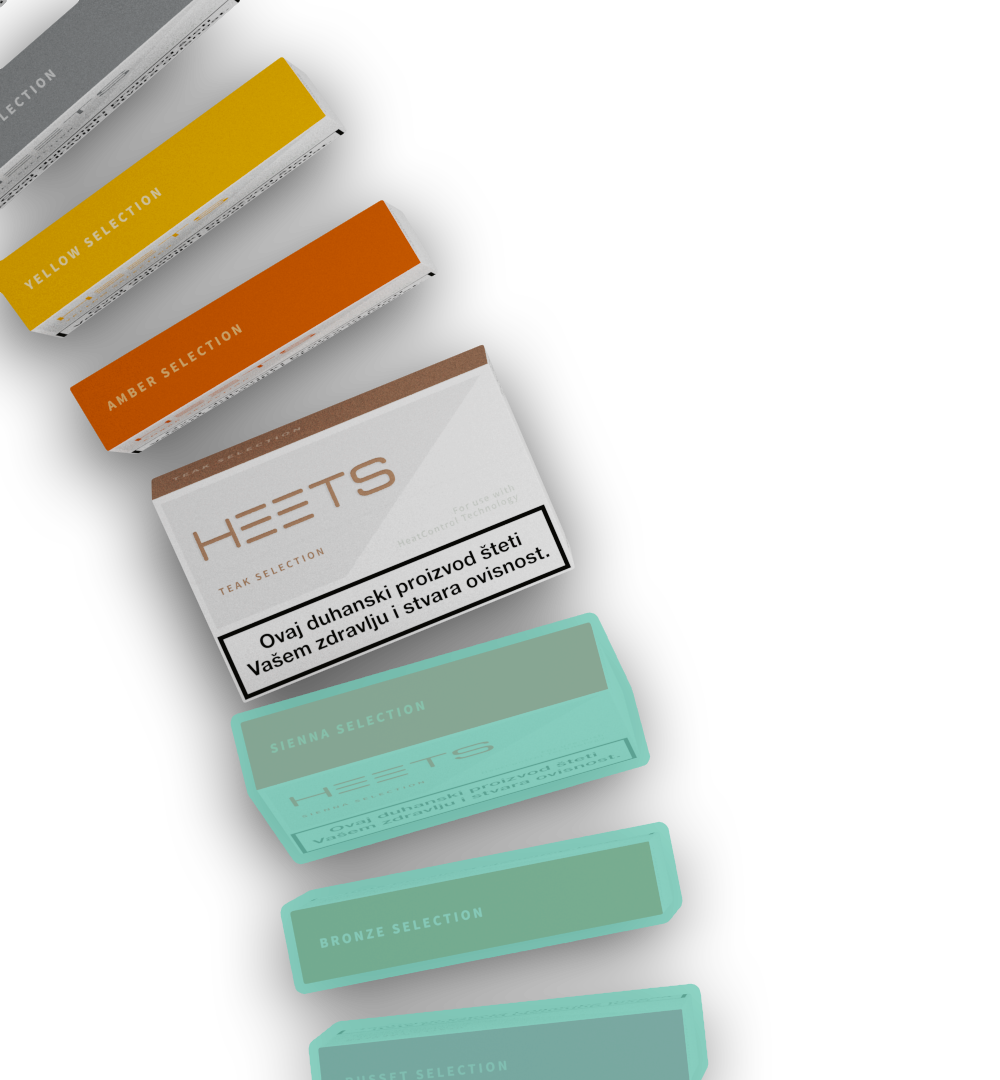 LECTION
YELLOW SELECTION
AMBER SELECTION
TEAK SELECTION
HEETS
TEAK SELECTION
For use with
HeatControl Technology
Ovaj duhanski proizvod šteti
Vašem zdravlju i stvara ovisnost.
SIENNA SELECTION
HEETS
SIENNA SELECTION
Ovaj duhanski proizvod šteti
Vašem zdravlju i stvara ovisnost.
BRONZE SELECTION
RUSSET SELECTION